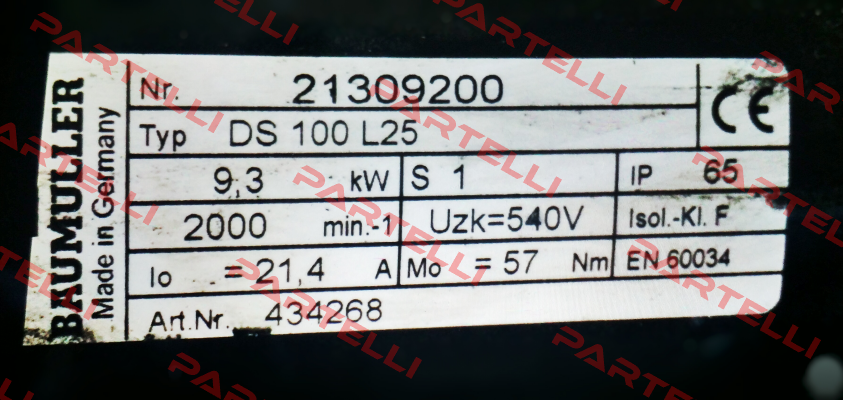 BAUMULLER
Made in Germany
Nr. 21309200
CE
Typ DS 100 L25
9,3 kW S 1 IP 65
2000 min.-1 Uzk=540V Isol.-Kl. F
Io = 21,4 A Mo = 57 Nm EN 60034
Art.Nr. 434268
PARTELLI